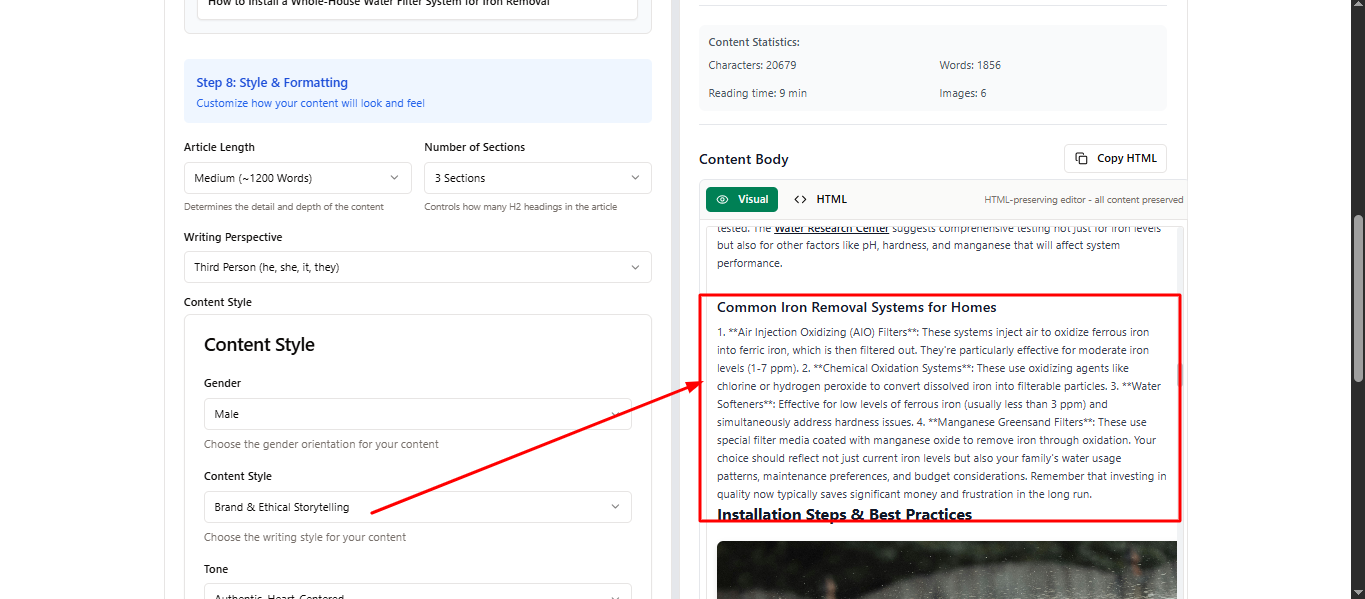 How to Install a Whole-House Water Filter System for Iron Removal
Step 8: Style & Formatting
Customize how your content will look and feel
Article Length
Number of Sections
Medium (~1200 Words)
3 Sections
Determines the detail and depth of the content
Controls how many H2 headings in the article
Writing Perspective
Third Person (he, she, it, they)
Content Style
Content Style
Gender
Male
Choose the gender orientation for your content
Content Style
Brand & Ethical Storytelling
Choose the writing style for your content
Tone
Authentic, Heart-Centered
Content Statistics:
Characters: 20679
Words: 1856
Reading time: 9 min
Images: 6
Content Body
Copy HTML
Visual
<> HTML
HTML-preserving editor - all content preserved
tested. The Water Research Center suggests comprehensive testing not just for iron levels
but also for other factors like pH, hardness, and manganese that will affect system
performance.
Common Iron Removal Systems for Homes
1. **Air Injection Oxidizing (AIO) Filters**: These systems inject air to oxidize ferrous iron
into ferric iron, which is then filtered out. They're particularly effective for moderate iron
levels (1-7 ppm). 2. **Chemical Oxidation Systems**: These use oxidizing agents like
chlorine or hydrogen peroxide to convert dissolved iron into filterable particles. 3. **Water
Softeners**: Effective for low levels of ferrous iron (usually less than 3 ppm) and
simultaneously address hardness issues. 4. **Manganese Greensand Filters**: These use
special filter media coated with manganese oxide to remove iron through oxidation. Your
choice should reflect not just current iron levels but also your family's water usage
patterns, maintenance preferences, and budget considerations. Remember that investing in
quality now typically saves significant money and frustration in the long run.
Installation Steps & Best Practices